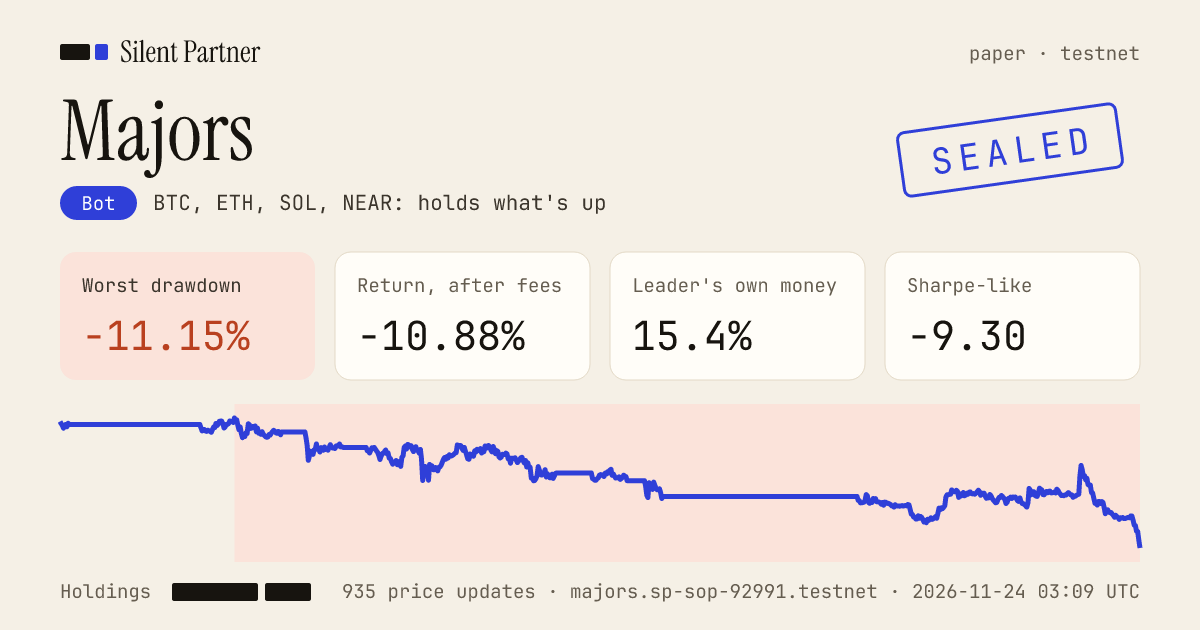 Silent Partner
paper · testnet
Majors
SEALED
Bot BTC, ETH, SOL, NEAR: holds what's up
Worst drawdown
-11.15%
Return, after fees
-10.88%
Leader's own money
15.4%
Sharpe-like
-9.30
Holdings
935 price updates · majors.sp-sop-92991.testnet · 2026-11-24 03:09 UTC